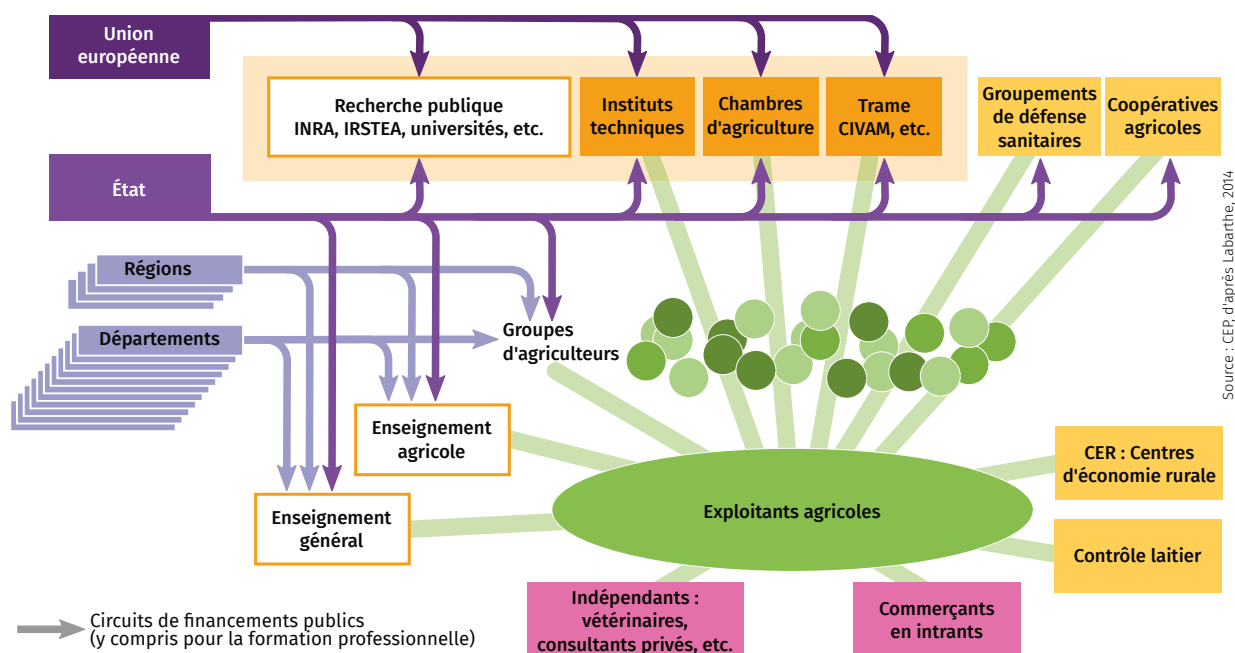 Union
européenne
Recherche publique
INRA, IRSTEA, universités, etc.
Instituts
techniques
Chambres
d'agriculture
Trame
CIVAM, etc.
Groupements
de défense
sanitaires
Coopératives
agricoles
État
Régions
Départements
Groupes
d'agriculteurs
Enseignement
agricole
Enseignement
général
Exploitants agricoles
CER : Centres
d'économie rurale
Contrôle laitier
Indépendants :
vétérinaires,
consultants privés, etc.
Commerçants
en intrants
Circuits de financements publics
(y compris pour la formation professionnelle)
Source : CEP, d'après Labarthe, 2014